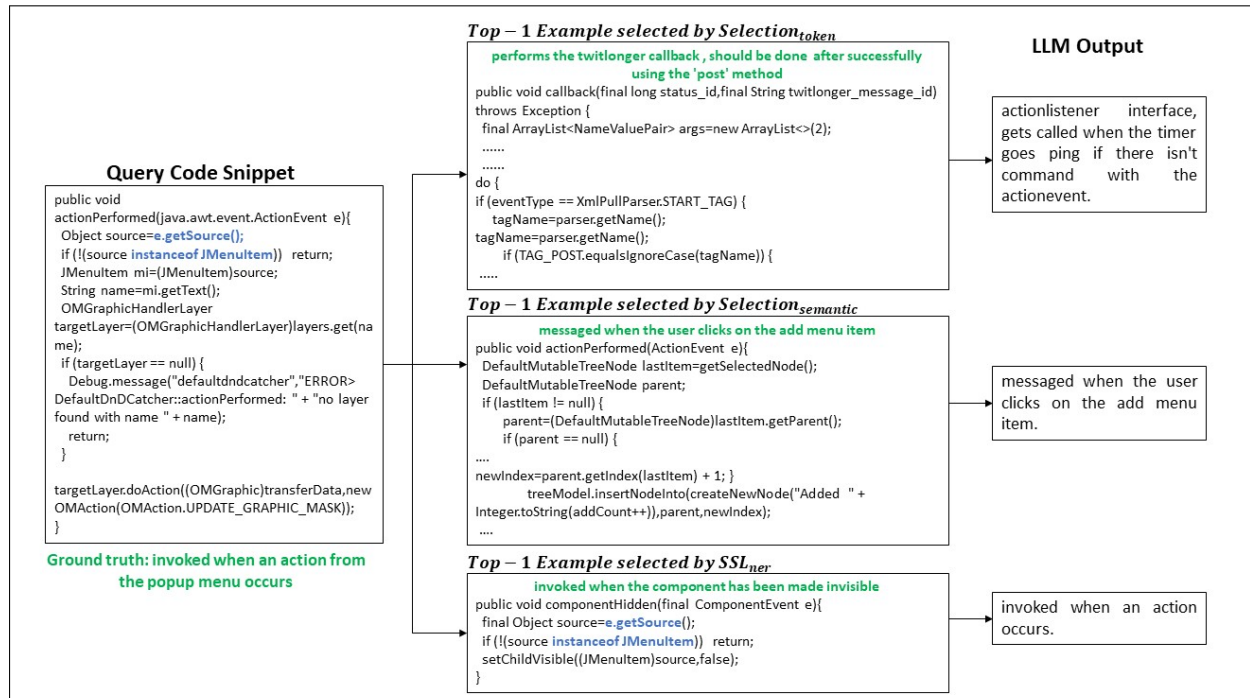 Query Code Snippet
public void
actionPerformed(java.awt.event.ActionEvent e){
Object source=e.getSource();
if (!(source instanceof JMenuItem)) return;
JMenuItem mi=(JMenuItem)source;
String name=mi.getText();
OMGraphicHandlerLayer
targetLayer=(OMGraphicHandlerLayer)layers.get(na
me);
if (targetLayer == null) {
Debug.message("defaultdndcatcher","ERROR>
DefaultDnDCatcher::actionPerformed: " + "no layer
found with name " + name);
return;
}
targetLayer.doAction((OMGraphic)transferData,new
OMAction(OMAction.UPDATE_GRAPHIC_MASK));
}
Ground truth: invoked when an action from
the popup menu occurs
Top − 1 Example selected by Selection_token
performs the twitlonger callback , should be done after successfully
using the 'post' method
public void callback(final long status_id,final String twitlonger_message_id)
throws Exception {
final ArrayList<NameValuePair> args=new ArrayList<>(2);
......
......
do {
if (eventType == XmlPullParser.START_TAG) {
tagName=parser.getName();
tagName=parser.getName();
if (TAG_POST.equalsIgnoreCase(tagName)) {
.....
Top − 1 Example selected by Selection_semantic
messaged when the user clicks on the add menu item
public void actionPerformed(ActionEvent e){
DefaultMutableTreeNode lastItem=getSelectedNode();
DefaultMutableTreeNode parent;
if (lastItem != null) {
parent=(DefaultMutableTreeNode)lastItem.getParent();
if (parent == null) {
....
newIndex=parent.getIndex(lastItem) + 1; }
treeModel.insertNodeInto(createNewNode("Added " +
Integer.toString(addCount++)),parent,newIndex);
....
Top − 1 Example selected by SSL_ner
invoked when the component has been made invisible
public void componentHidden(final ComponentEvent e){
final Object source=e.getSource();
if (!(source instanceof JMenuItem)) return;
setChildVisible((JMenuItem)source,false);
}
LLM Output
actionlistener interface,
gets called when the timer
goes ping if there isn't
command with the
actionevent.
messaged when the user
clicks on the add menu
item.
invoked when an action
occurs.